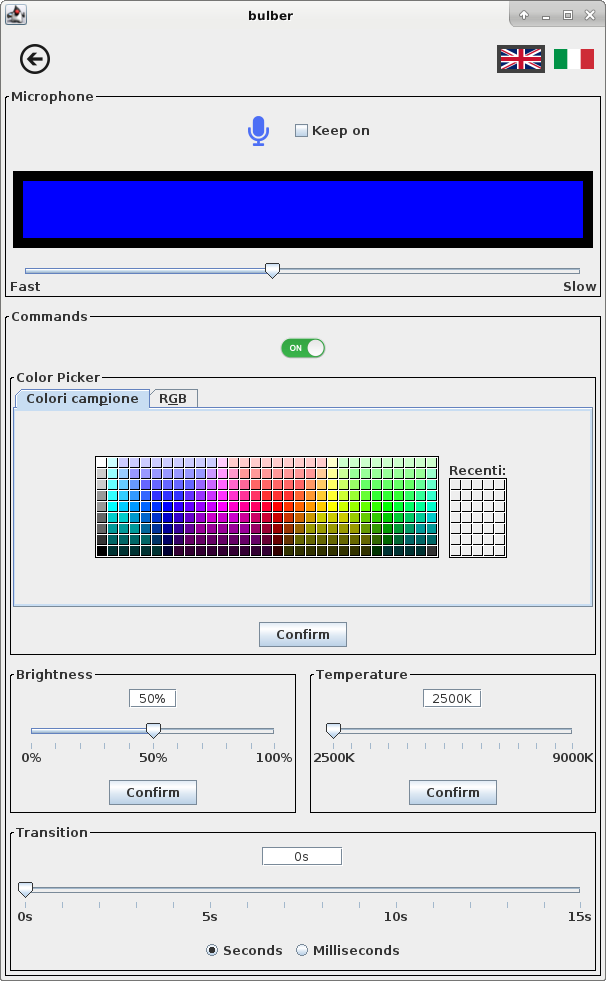 bulber
Microphone
Keep on
Fast Slow
Commands
ON
Color Picker
Colori campione RGB
Recenti:
Confirm
Brightness Temperature
50% 2500K
0% 50% 100% 2500K 9000K
Confirm Confirm
Transition
0s
0s 5s 10s 15s
Seconds Milliseconds